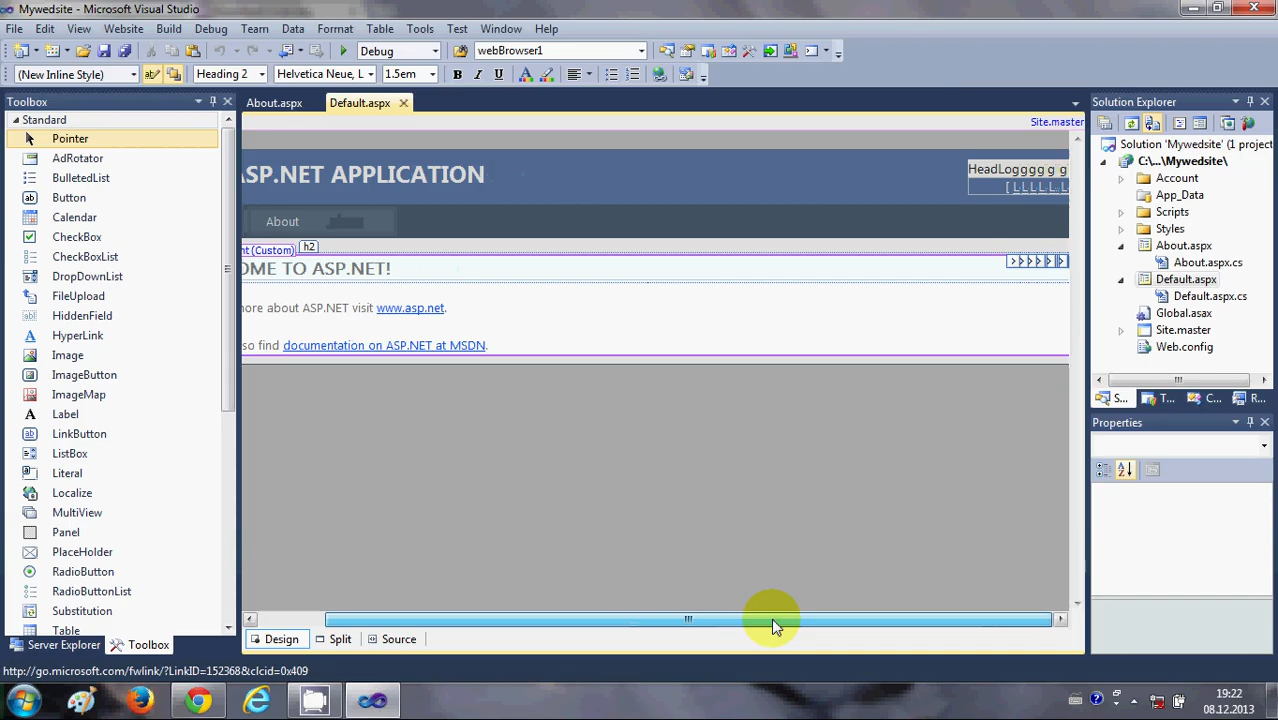 Mywedsite - Microsoft Visual Studio
File Edit View Website Build Debug Team Data Format Table Tools Test Window Help
Debug webBrowser1
(New Inline Style) Heading 2 Helvetica Neue, L 1.5em B I U A
Toolbox
Standard
Pointer
AdRotator
BulletedList
Button
Calendar
CheckBox
CheckBoxList
DropDownList
FileUpload
HiddenField
HyperLink
Image
ImageButton
ImageMap
Label
LinkButton
ListBox
Literal
Localize
MultiView
Panel
PlaceHolder
RadioButton
RadioButtonList
Substitution
Table
Server Explorer Toolbox
About.aspx Default.aspx
Site.master
ASP.NET APPLICATION
HeadLoggggg g
[ L.L.L L. L.
About
nt (Custom) h2
OME TO ASP.NET!
more about ASP.NET visit www.asp.net.
so find documentation on ASP.NET at MSDN.
Design Split Source
Solution Explorer
Solution 'Mywedsite' (1 project
C:\...\Mywedsite\
Account
App_Data
Scripts
Styles
About.aspx
About.aspx.cs
Default.aspx
Default.aspx.cs
Global.asax
Site.master
Web.config
S... T... C... R...
Properties
http://go.microsoft.com/fwlink/?LinkID=152368&clcid=0x409
19:22
08.12.2013